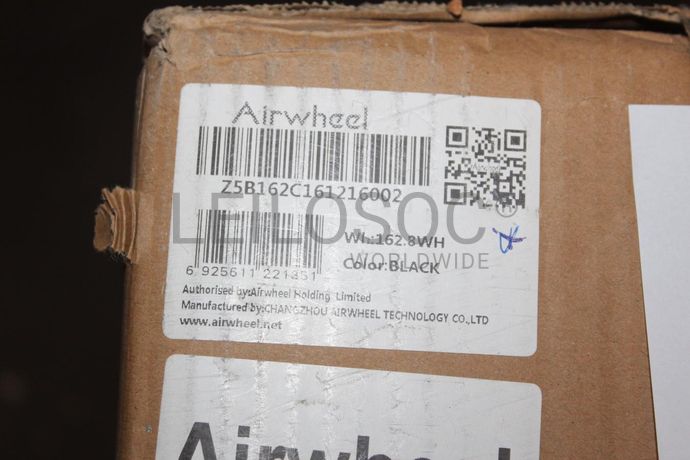 Airwheel
Z5B162C161216002
LEILOSOC
Wh:162.8WH
WORLDWIDE
Color:BLACK
6 925611 221351
Authorised by:Airwheel Holding Limited
Manufactured by:CHANGZHOU AIRWHEEL TECHNOLOGY CO.,LTD
www.airwheel.net
Airwheel